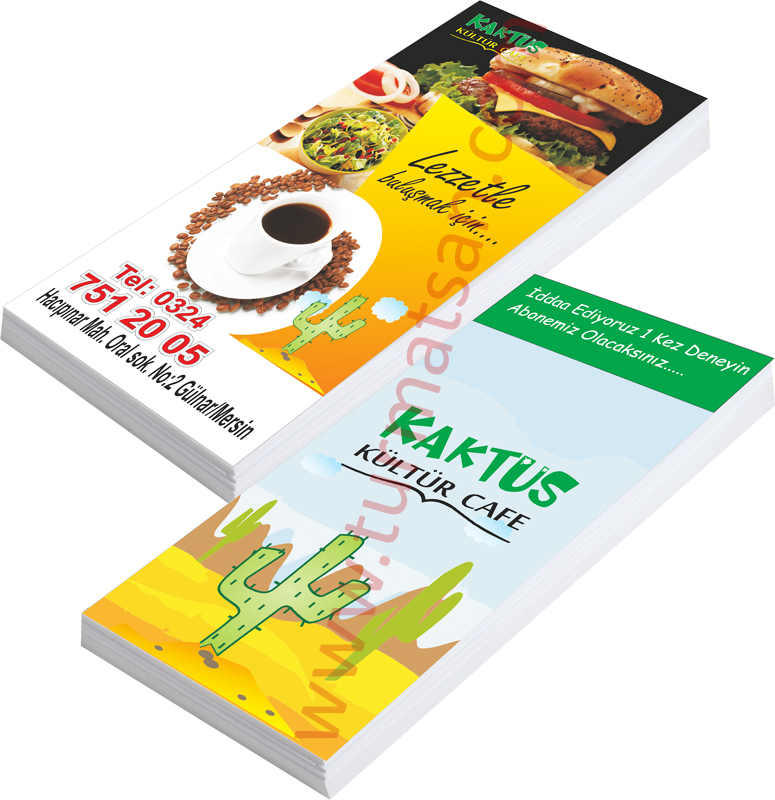 KAKTÜS
KÜLTÜR CAFE
Lezzetle
buluşmak için....
Tel: 0324
751 20 05
Hacıpınar Mah. Oral sok. No:2 Gülnar/Mersin
İddaa Ediyoruz 1 Kez Deneyin
Abonemiz Olacaksınız.....
KAKTÜS
KÜLTÜR CAFE